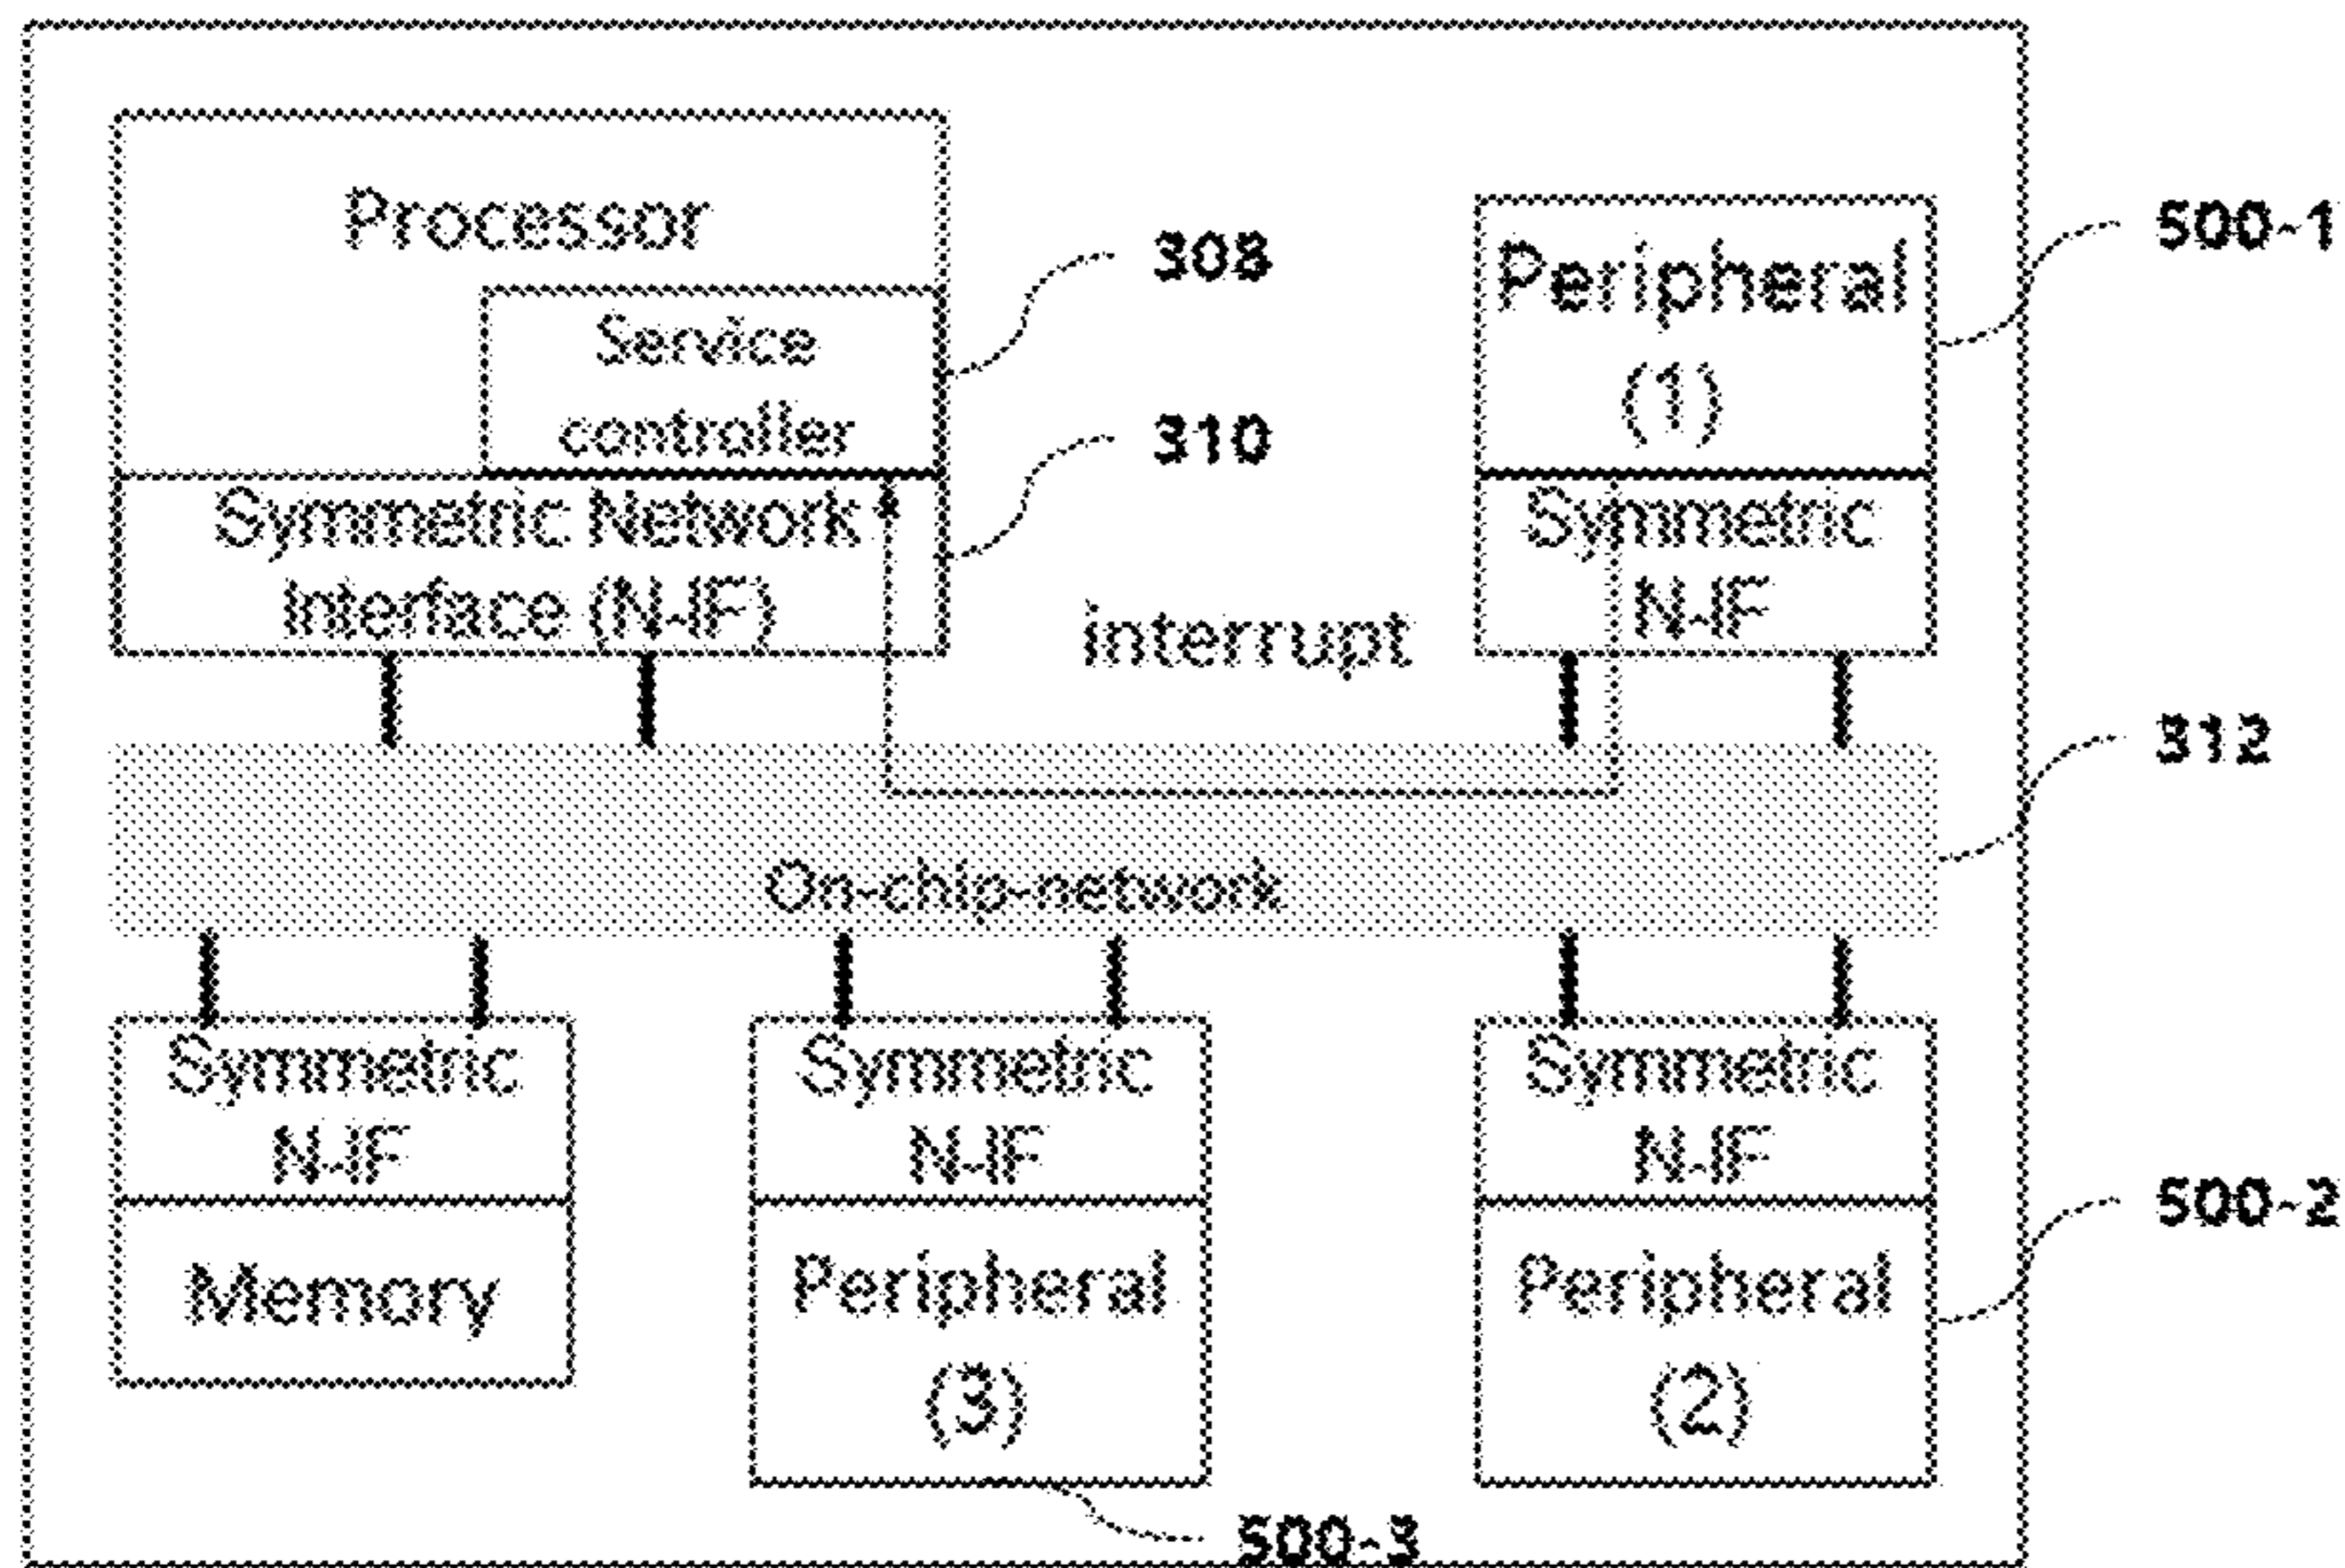 Processor
Service
controller
Symmetric Network
Interface (N-IF)
308
310
Peripheral
(1)
Symmetric
N-IF
500-1
interrupt
312
On-chip-network
Symmetric
N-IF
Memory
Symmetric
N-IF
Peripheral
(3)
500-3
Symmetric
N-IF
Peripheral
(2)
500-2